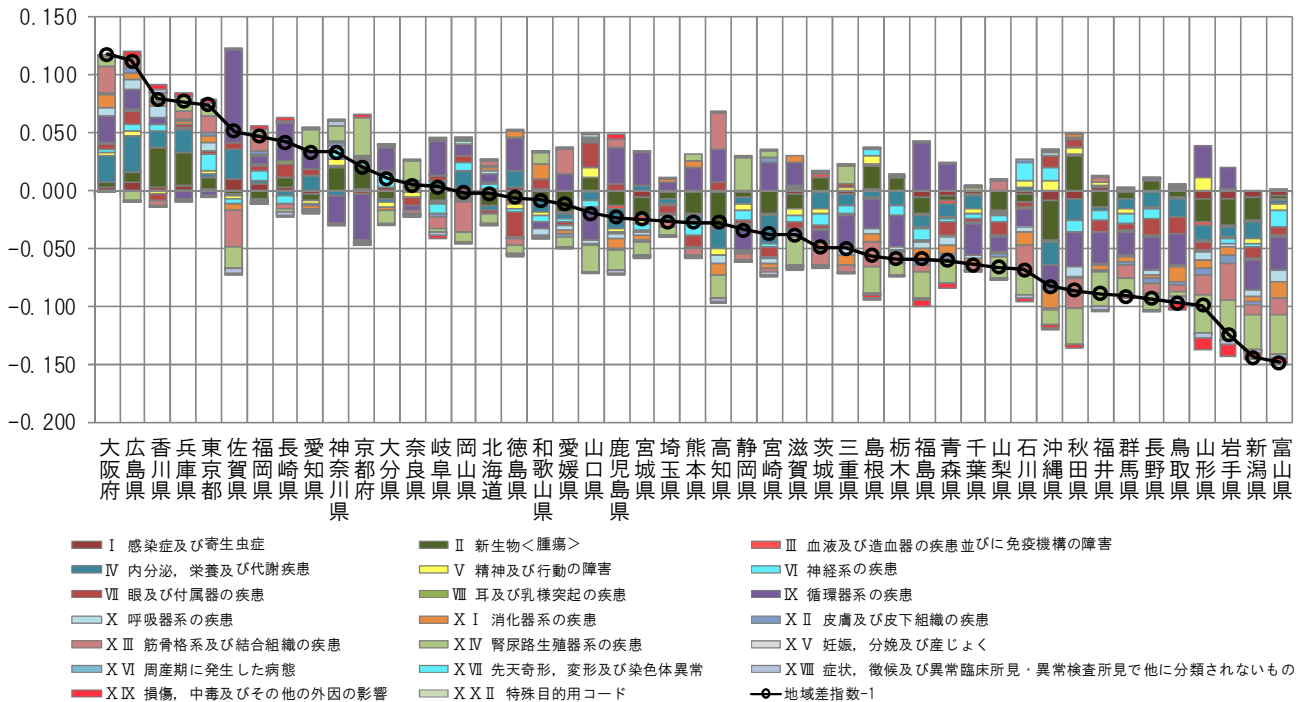 0.150
0.100
0.050
0.000
-0.050
-0.100
-0.150
-0.200
大阪府
広島県
香川県
兵庫県
東京都
佐賀県
福岡県
長崎県
愛知県
神奈川県
京都府
大分県
奈良県
岐阜県
岡山県
北海道
徳島県
和歌山県
愛媛県
山口県
鹿児島県
宮城県
埼玉県
熊本県
高知県
静岡県
宮崎県
滋賀県
茨城県
三重県
島根県
栃木県
福島県
青森県
千葉県
山梨県
石川県
沖縄県
秋田県
福井県
群馬県
長野県
鳥取県
山形県
岩手県
新潟県
富山県
Ⅰ 感染症及び寄生虫症
Ⅱ 新生物＜腫瘍＞
Ⅲ 血液及び造血器の疾患並びに免疫機構の障害
Ⅳ 内分泌，栄養及び代謝疾患
Ⅴ 精神及び行動の障害
Ⅵ 神経系の疾患
Ⅶ 眼及び付属器の疾患
Ⅷ 耳及び乳様突起の疾患
Ⅸ 循環器系の疾患
Ⅹ 呼吸器系の疾患
ⅩⅠ 消化器系の疾患
ⅩⅡ 皮膚及び皮下組織の疾患
ⅩⅢ 筋骨格系及び結合組織の疾患
ⅩⅣ 腎尿路生殖器系の疾患
ⅩⅤ 妊娠，分娩及び産じょく
ⅩⅥ 周産期に発生した病態
ⅩⅦ 先天奇形，変形及び染色体異常
ⅩⅧ 症状，徴候及び異常臨床所見・異常検査所見で他に分類されないもの
ⅩⅨ 損傷，中毒及びその他の外因の影響
ⅩⅩⅡ 特殊目的用コード
地域差指数-1